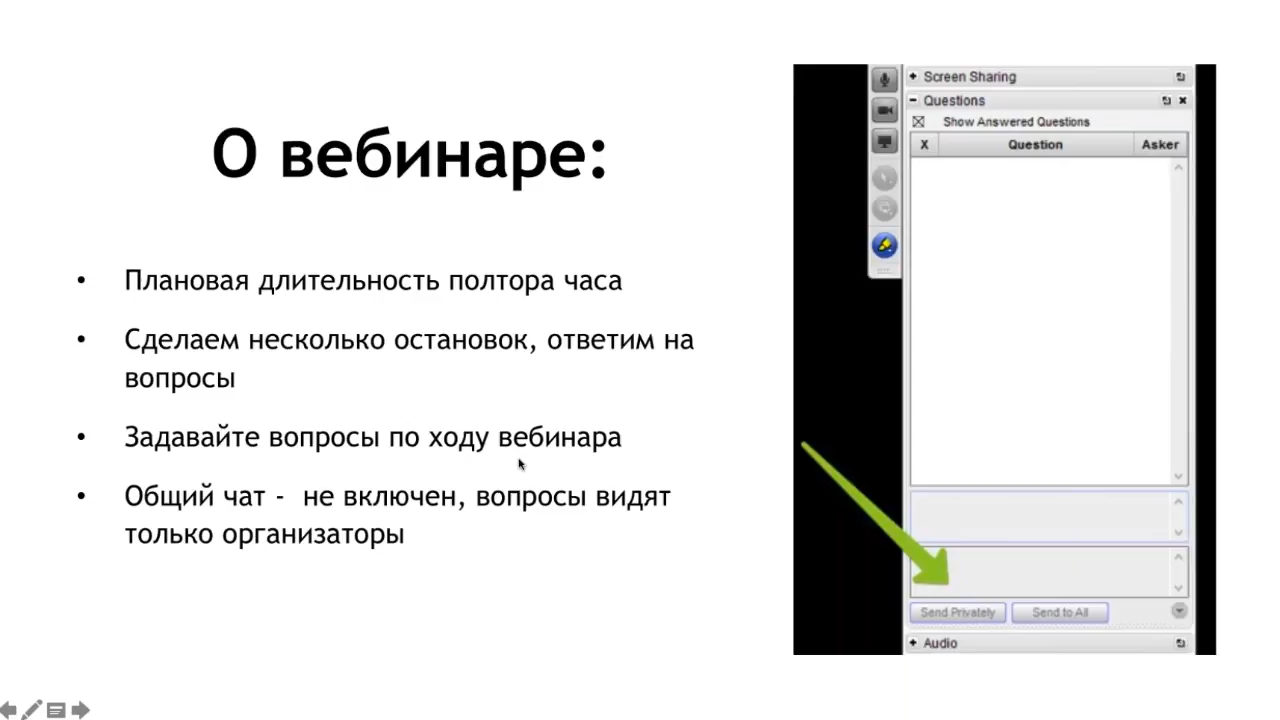 О вебинаре:
• Плановая длительность полтора часа
• Сделаем несколько остановок, ответим на
вопросы
• Задавайте вопросы по ходу вебинара
• Общий чат - не включен, вопросы видят
только организаторы
Screen Sharing
Questions
Show Answered Questions
X Question Asker
Send Privately Send to All
Audio